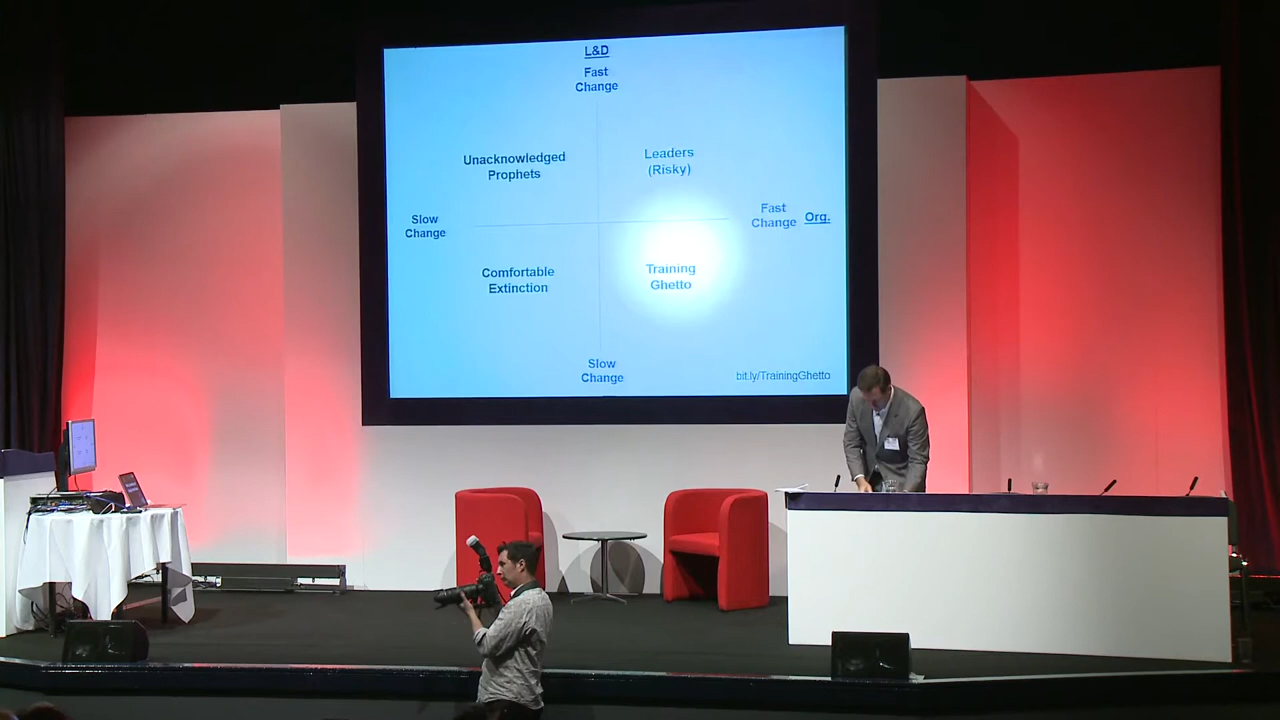 L&D
Fast
Change
Unacknowledged
Prophets
Leaders
(Risky)
Slow
Change
Fast
Change
Org.
Comfortable
Extinction
Training
Ghetto
Slow
Change
bit.ly/TrainingGhetto